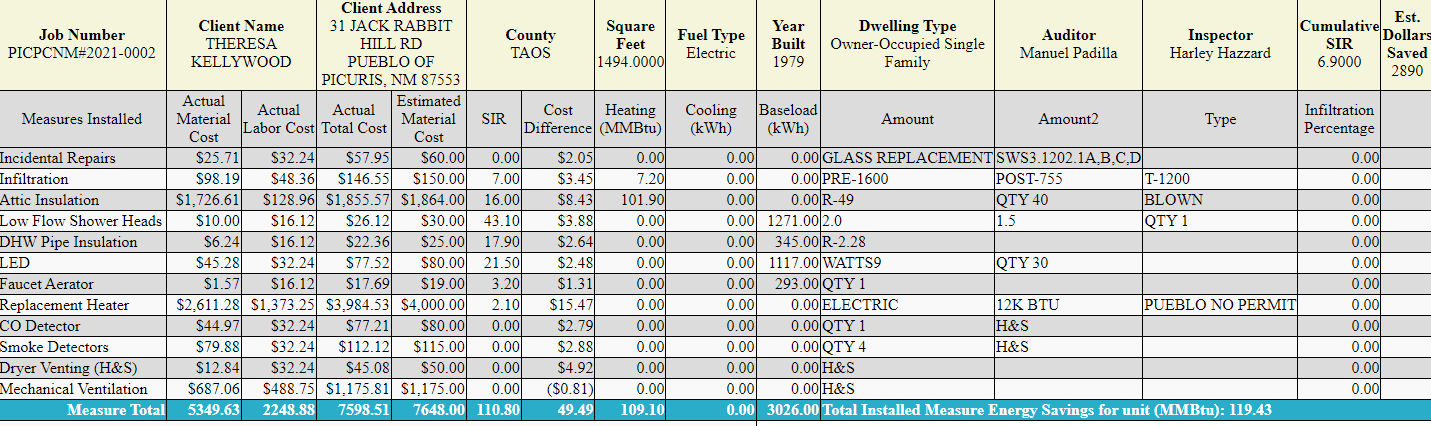 Job Number PICPCNM#2021-0002
Client Name THERESA KELLYWOOD
Client Address 31 JACK RABBIT HILL RD PUEBLO OF PICURIS, NM 87553
County TAOS
Square Feet 1494.0000
Fuel Type Electric
Year Built 1979
Dwelling Type Owner-Occupied Single Family
Auditor Manuel Padilla
Inspector Harley Hazzard
Cumulative SIR 6.9000
Est. Dollars Saved 2890
Measures Installed Actual Material Cost Actual Labor Cost Actual Total Cost Estimated Material Cost SIR Cost Difference Heating (MMBtu) Cooling (kWh) Baseload (kWh) Amount Amount2 Type Infiltration Percentage
Incidental Repairs $25.71 $32.24 $57.95 $60.00 0.00 $2.05 0.00 0.00 0.00 GLASS REPLACEMENT SWS3.1202.1A,B,C,D 0.00
Infiltration $98.19 $48.36 $146.55 $150.00 7.00 $3.45 7.20 0.00 0.00 PRE-1600 POST-755 T-1200 0.00
Attic Insulation $1,726.61 $128.96 $1,855.57 $1,864.00 16.00 $8.43 101.90 0.00 0.00 R-49 QTY 40 BLOWN 0.00
Low Flow Shower Heads $10.00 $16.12 $26.12 $30.00 43.10 $3.88 0.00 0.00 1271.00 2.0 1.5 QTY 1 0.00
DHW Pipe Insulation $6.24 $16.12 $22.36 $25.00 17.90 $2.64 0.00 0.00 345.00 R-2.28 0.00
LED $45.28 $32.24 $77.52 $80.00 21.50 $2.48 0.00 0.00 1117.00 WATTS9 QTY 30 0.00
Faucet Aerator $1.57 $16.12 $17.69 $19.00 3.20 $1.31 0.00 0.00 293.00 QTY 1 0.00
Replacement Heater $2,611.28 $1,373.25 $3,984.53 $4,000.00 2.10 $15.47 0.00 0.00 0.00 ELECTRIC 12K BTU PUEBLO NO PERMIT 0.00
CO Detector $44.97 $32.24 $77.21 $80.00 0.00 $2.79 0.00 0.00 0.00 QTY 1 H&S 0.00
Smoke Detectors $79.88 $32.24 $112.12 $115.00 0.00 $2.88 0.00 0.00 0.00 QTY 4 H&S 0.00
Dryer Venting (H&S) $12.84 $32.24 $45.08 $50.00 0.00 $4.92 0.00 0.00 0.00 H&S 0.00
Mechanical Ventilation $687.06 $488.75 $1,175.81 $1,175.00 0.00 ($0.81) 0.00 0.00 0.00 H&S 0.00
Measure Total 5349.63 2248.88 7598.51 7648.00 110.80 49.49 109.10 0.00 3026.00 Total Installed Measure Energy Savings for unit (MMBtu): 119.43